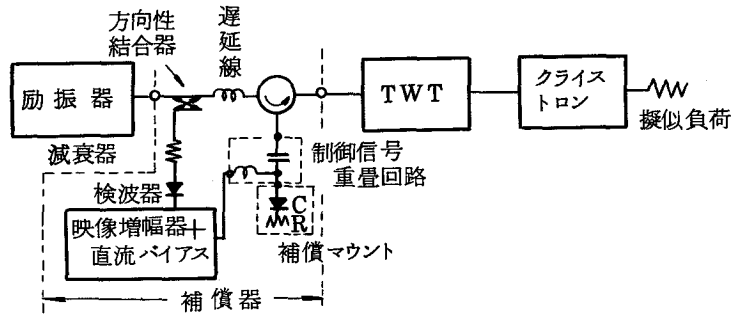 方向性
結合器
遅延線
励振器
TWT
クライス
トロン
擬似負荷
減衰器
制御信号
重畳回路
検波器
C
R
映像増幅器+
直流バイアス
補償マウント
補償器